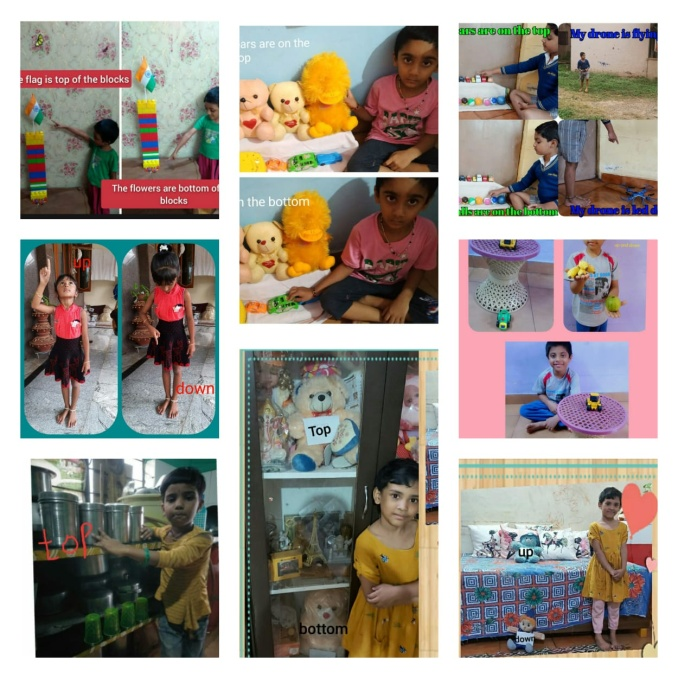 e flag is top of the blocks
The flowers are bottom of
blocks
ars are on the
op
n the bottom
ars are on the top
My drone is flyin
lls are on the bottom
My drone is led d
up
down
Top
bottom
top
up
down